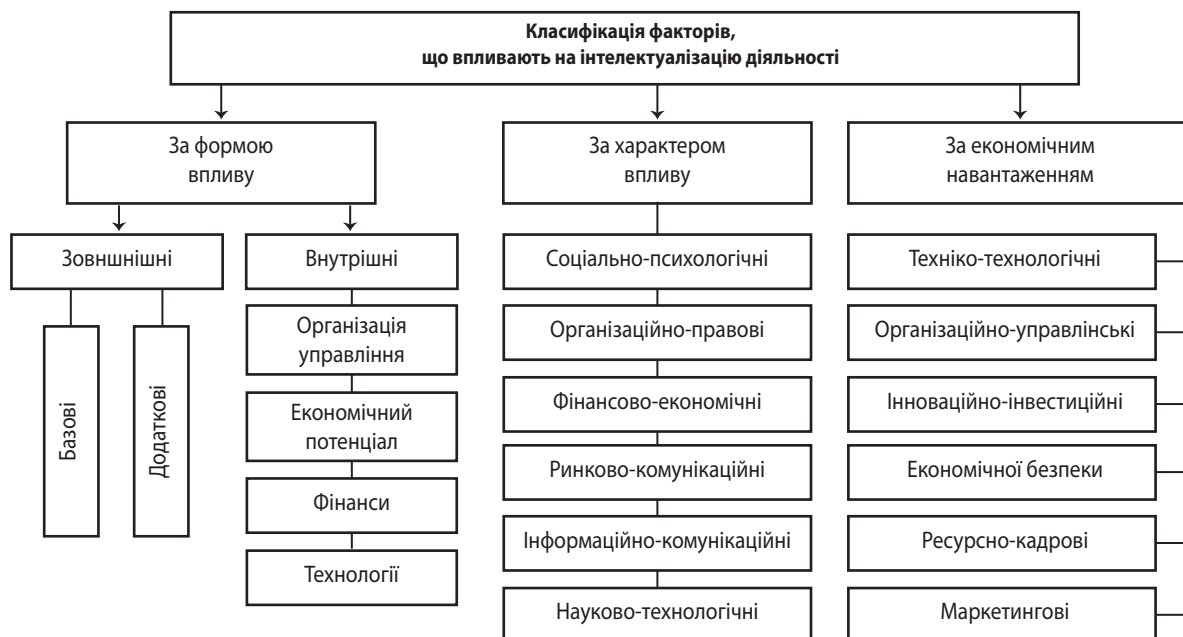 Класифікація факторів,
що впливають на інтелектуалізацію діяльності
За формою
впливу
За характером
впливу
За економічним
навантаженням
Зовншнішні
Внутрішні
Базові
Додаткові
Організація
управління
Економічний
потенціал
Фінанси
Технології
Соціально-психологічні
Організаційно-правові
Фінансово-економічні
Ринково-комунікаційні
Інформаційно-комунікаційні
Науково-технологічні
Техніко-технологічні
Організаційно-управлінські
Інноваційно-інвестиційні
Економічної безпеки
Ресурсно-кадрові
Маркетингові